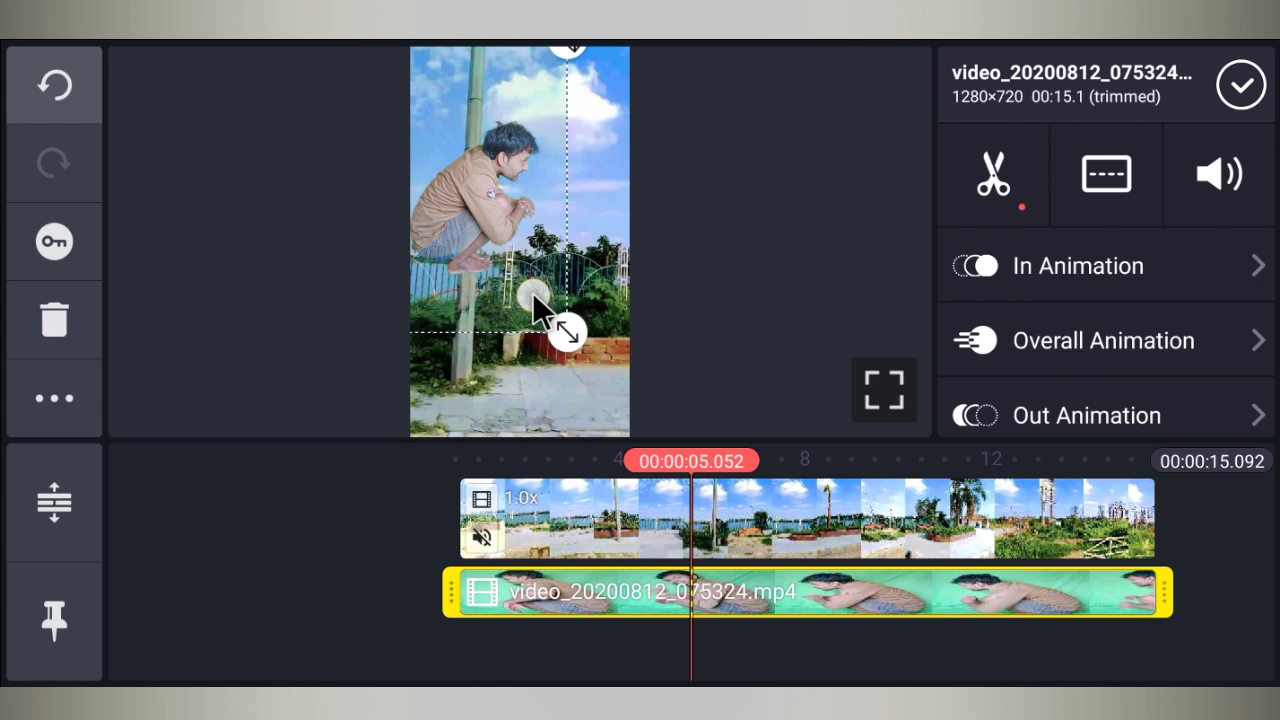 video_20200812_075324...
1280×720 00:15.1 (trimmed)
In Animation
Overall Animation
Out Animation
4
00:00:05.052
8
12
00:00:15.092
1.0x
video_20200812_075324.mp4